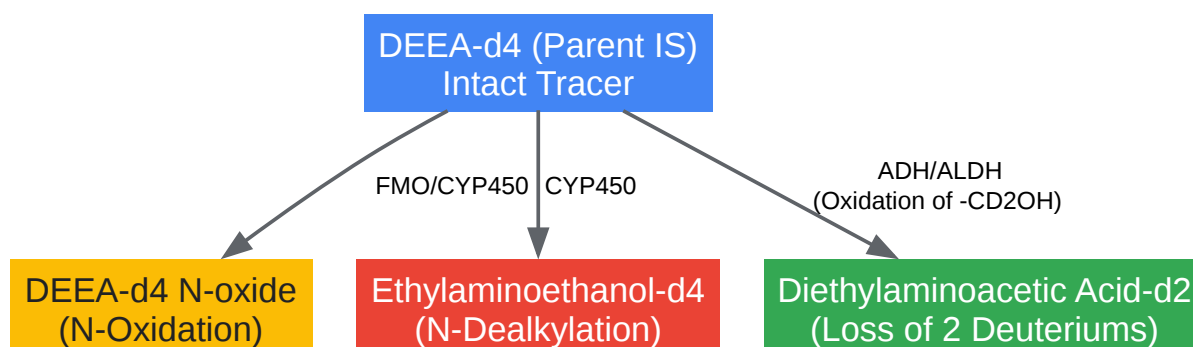 DEEA-d4 (Parent IS)
Intact Tracer
FMO/CYP450
CYP450
ADH/ALDH
(Oxidation of -CD2OH)
DEEA-d4 N-oxide
(N-Oxidation)
Ethylaminoethanol-d4
(N-Dealkylation)
Diethylaminoacetic Acid-d2
(Loss of 2 Deuteriums)